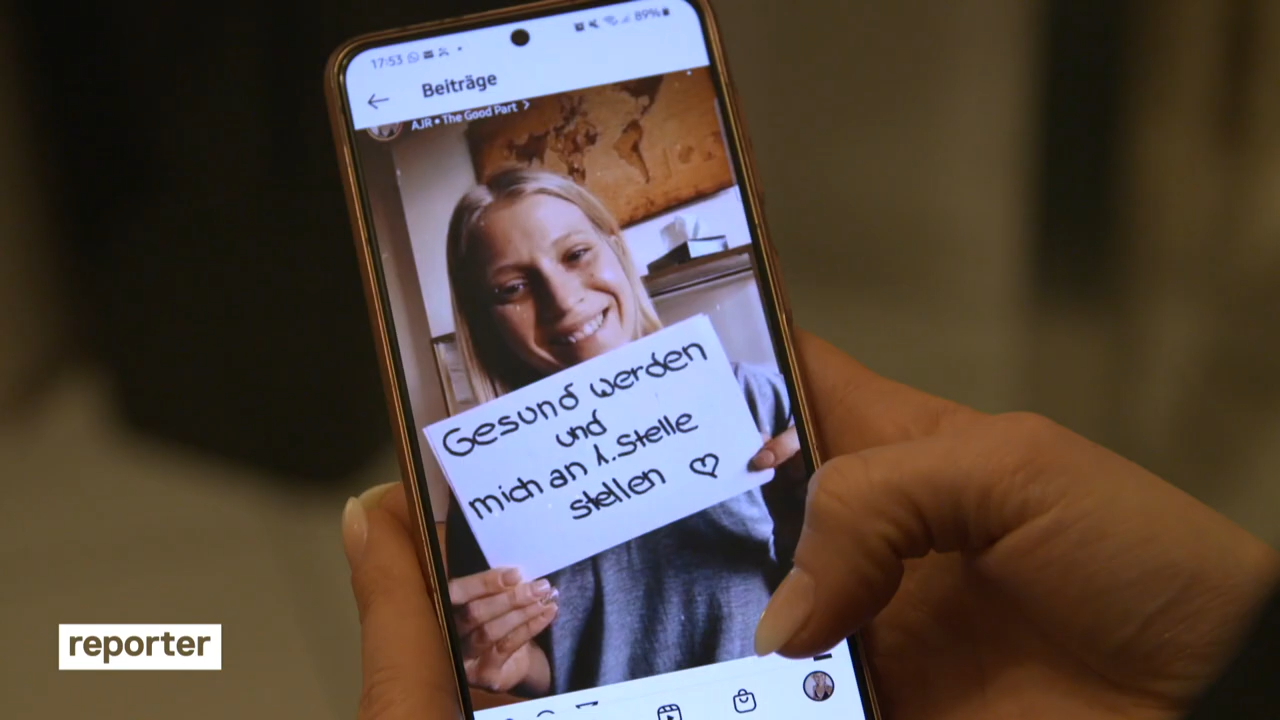 17:53
89%
Beiträge
AJR • The Good Part
Gesund werden
und
mich an 1. Stelle
stellen ♡
reporter